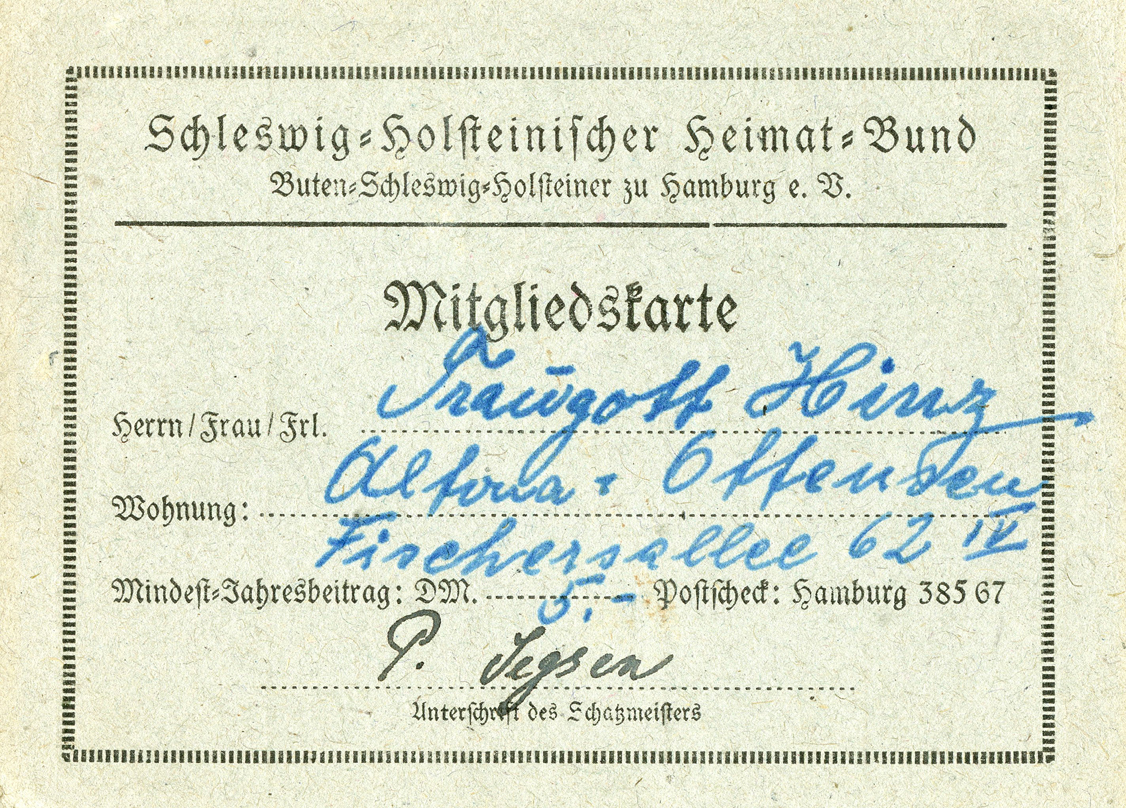 Schleswig-Holsteinischer Heimat-Bund
Buten-Schleswig-Holsteiner zu Hamburg e. V.
Mitgliedskarte
Herrn/Frau/Frl. Traugott Hinz
Wohnung: Altona-Ottensen
Fischersallee 62 IV
Mindest-Jahresbeitrag: DM. 5.- Postscheck: Hamburg 385 67
P.
Unterschrift des Schatzmeisters